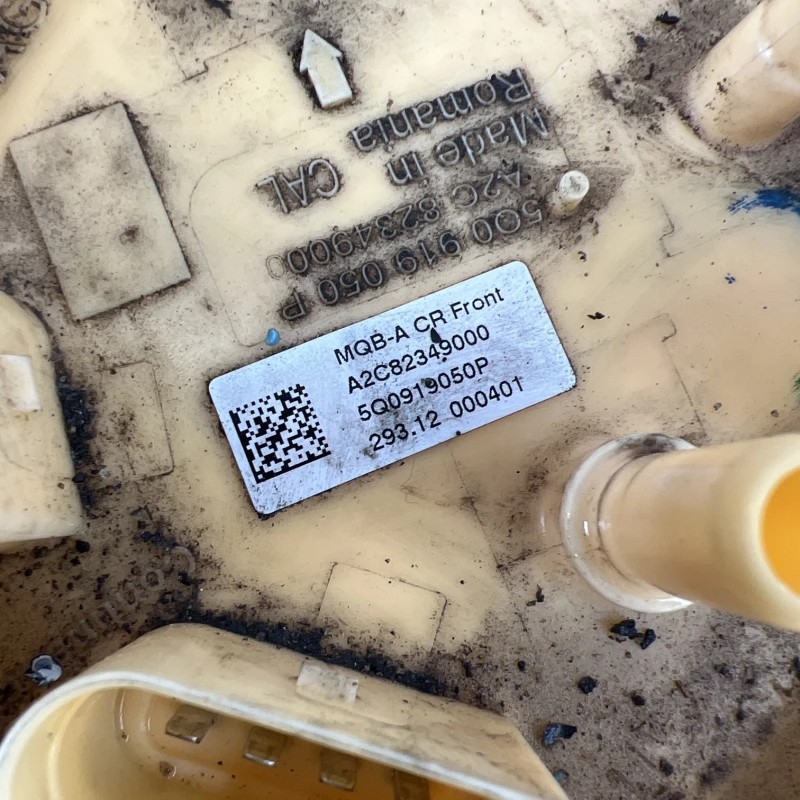 MQB-A CR Front
A2C82349000
5Q0919050P
293.12 000401
5Q0 919 050 P
A2C 82349000
Made in CAL
Romania